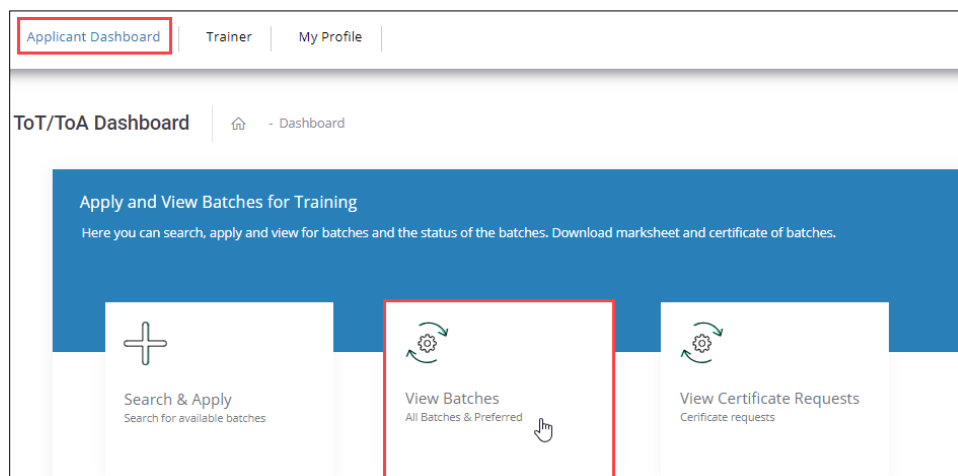 Applicant Dashboard Trainer My Profile
ToT/ToA Dashboard - Dashboard
Apply and View Batches for Training
Here you can search, apply and view for batches and the status of the batches. Download marksheet and certificate of batches.
Search & Apply
Search for available batches
View Batches
All Batches & Preferred
View Certificate Requests
Cerificate requests